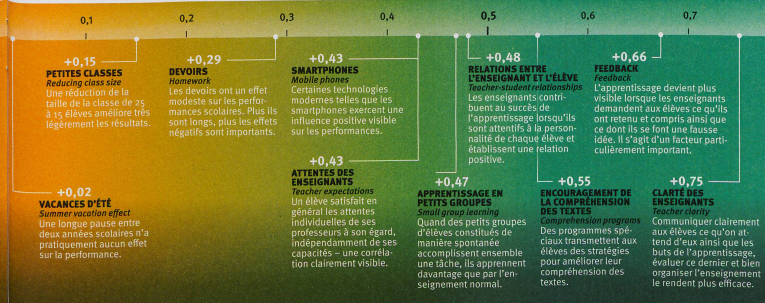 0,1 0,2 0,3 0,4 0,5 0,6 0,7
+0,15
PETITES CLASSES
Reducing class size
Une réduction de la
taille de la classe de 25
à 15 élèves améliore très
légèrement les résultats.
+0,29
DEVOIRS
Homework
Les devoirs ont un effet
modeste sur les perfor-
mances scolaires. Plus ils
sont longs, plus les effets
négatifs sont importants.
+0,43
SMARTPHONES
Mobile phones
Certaines technologies
modernes telles que les
smartphones exercent une
influence positive visible
sur les performances.
+0,48
RELATIONS ENTRE
L'ENSEIGNANT ET L'ÉLÈVE
Teacher-student relationships
Les enseignants contri-
buent au succès de
l'apprentissage lorsqu'ils
sont attentifs à la person-
nalité de chaque élève et
établissent une relation
positive.
+0,66
FEEDBACK
Feedback
L'apprentissage devient plus
visible lorsque les enseignants
demandent aux élèves ce qu'ils
ont retenu et compris ainsi que
ce dont ils se font une fausse
idée. Il s'agit d'un facteur parti-
culièrement important.
+0,02
VACANCES D'ÉTÉ
Summer vacation effect
Une longue pause entre
deux années scolaires n'a
pratiquement aucun effet
sur la performance.
+0,43
ATTENTES DES
ENSEIGNANTS
Teacher expectations
Un élève satisfait en
général les attentes
individuelles de ses
professeurs à son égard,
indépendamment de ses
capacités – une corréla-
tion clairement visible.
+0,47
APPRENTISSAGE EN
PETITS GROUPES
Small group learning
Quand des petits groupes
d'élèves constitués de
manière spontanée
accomplissent ensemble
une tâche, ils apprennent
davantage que par l'en-
seignement normal.
+0,55
ENCOURAGEMENT DE
LA COMPRÉHENSION
DES TEXTES
Comprehension programs
Des programmes spé-
ciaux transmettent aux
élèves des stratégies
pour améliorer leur
compréhension des
textes.
+0,75
CLARTÉ DES
ENSEIGNANTS
Teacher clarity
Communiquer clairement
aux élèves ce qu'on at-
tend d'eux ainsi que les
buts de l'apprentissage,
évaluer ce dernier et bien
organiser l'enseignement
le rendent plus efficace.